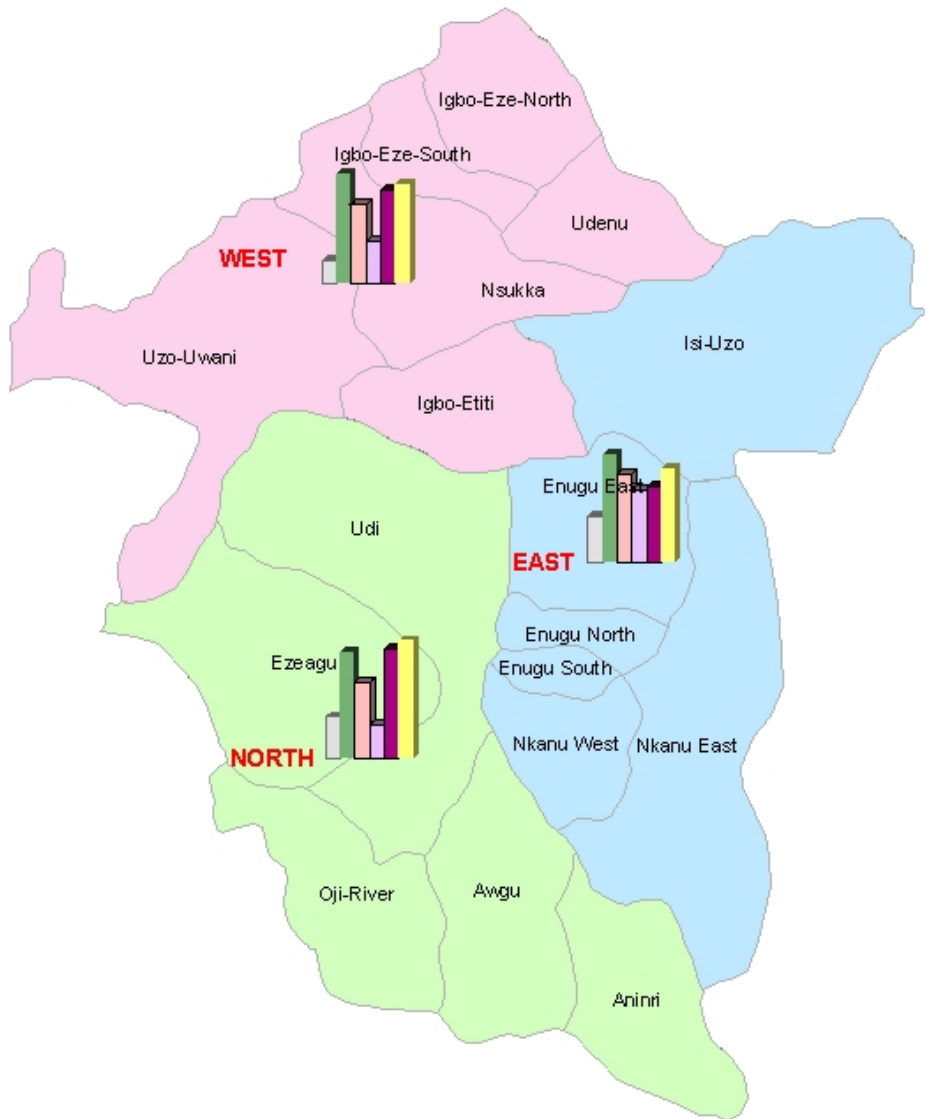 Igbo-Eze-North
Igbo-Eze-South
Udenu
WEST
Nsukka
Isi-Uzo
Uzo-Uwani
Igbo-Etiti
Enugu East
Udi
EAST
Enugu North
Ezeagu
Enugu South
Nkanu West
Nkanu East
NORTH
Oji-River
Awgu
Aninri